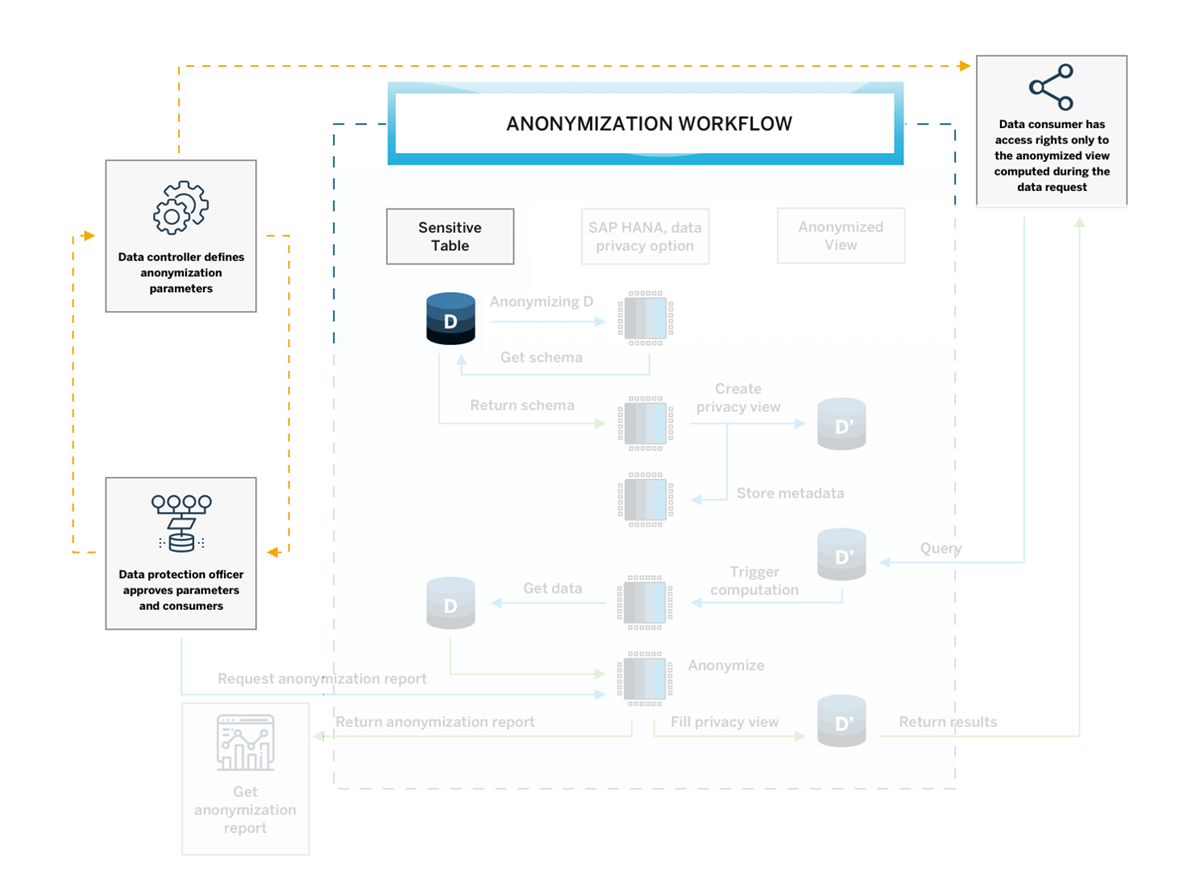 ANONYMIZATION WORKFLOW
Data consumer has
access rights only to
the anonymized view
computed during the
data request
Data controller defines
anonymization
parameters
Sensitive
Table
SAP HANA, data
privacy option
Anonymized
View
D
Anonymizing D
Get schema
Return schema
Create
privacy view
D'
Store metadata
Data protection officer
approves parameters
and consumers
D'
Query
Trigger
computation
Get data
D
Anonymize
Request anonymization report
Return anonymization report
Fill privacy view
D'
Return results
Get
anonymization
report